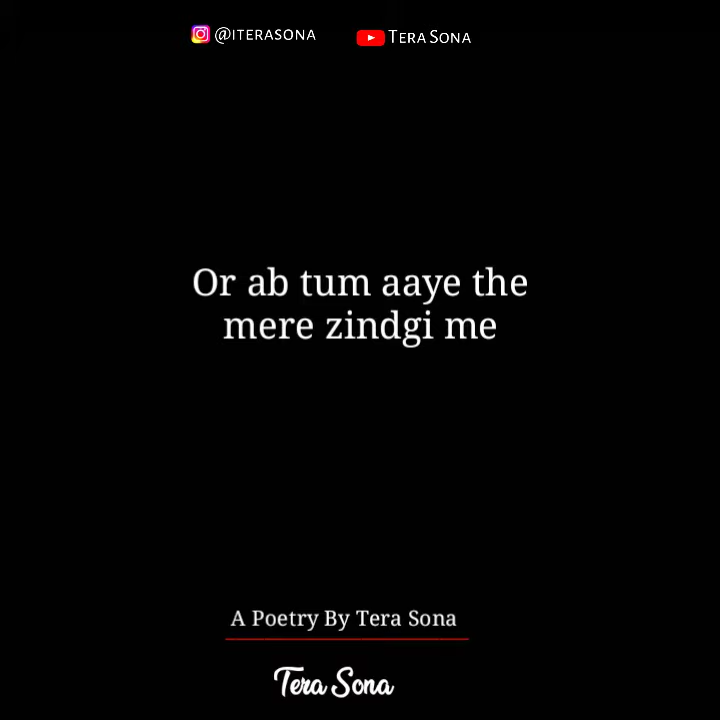 @ITERASONA TERA SONA
Or ab tum aaye the
mere zindgi me
A Poetry By Tera Sona
Tera Sona